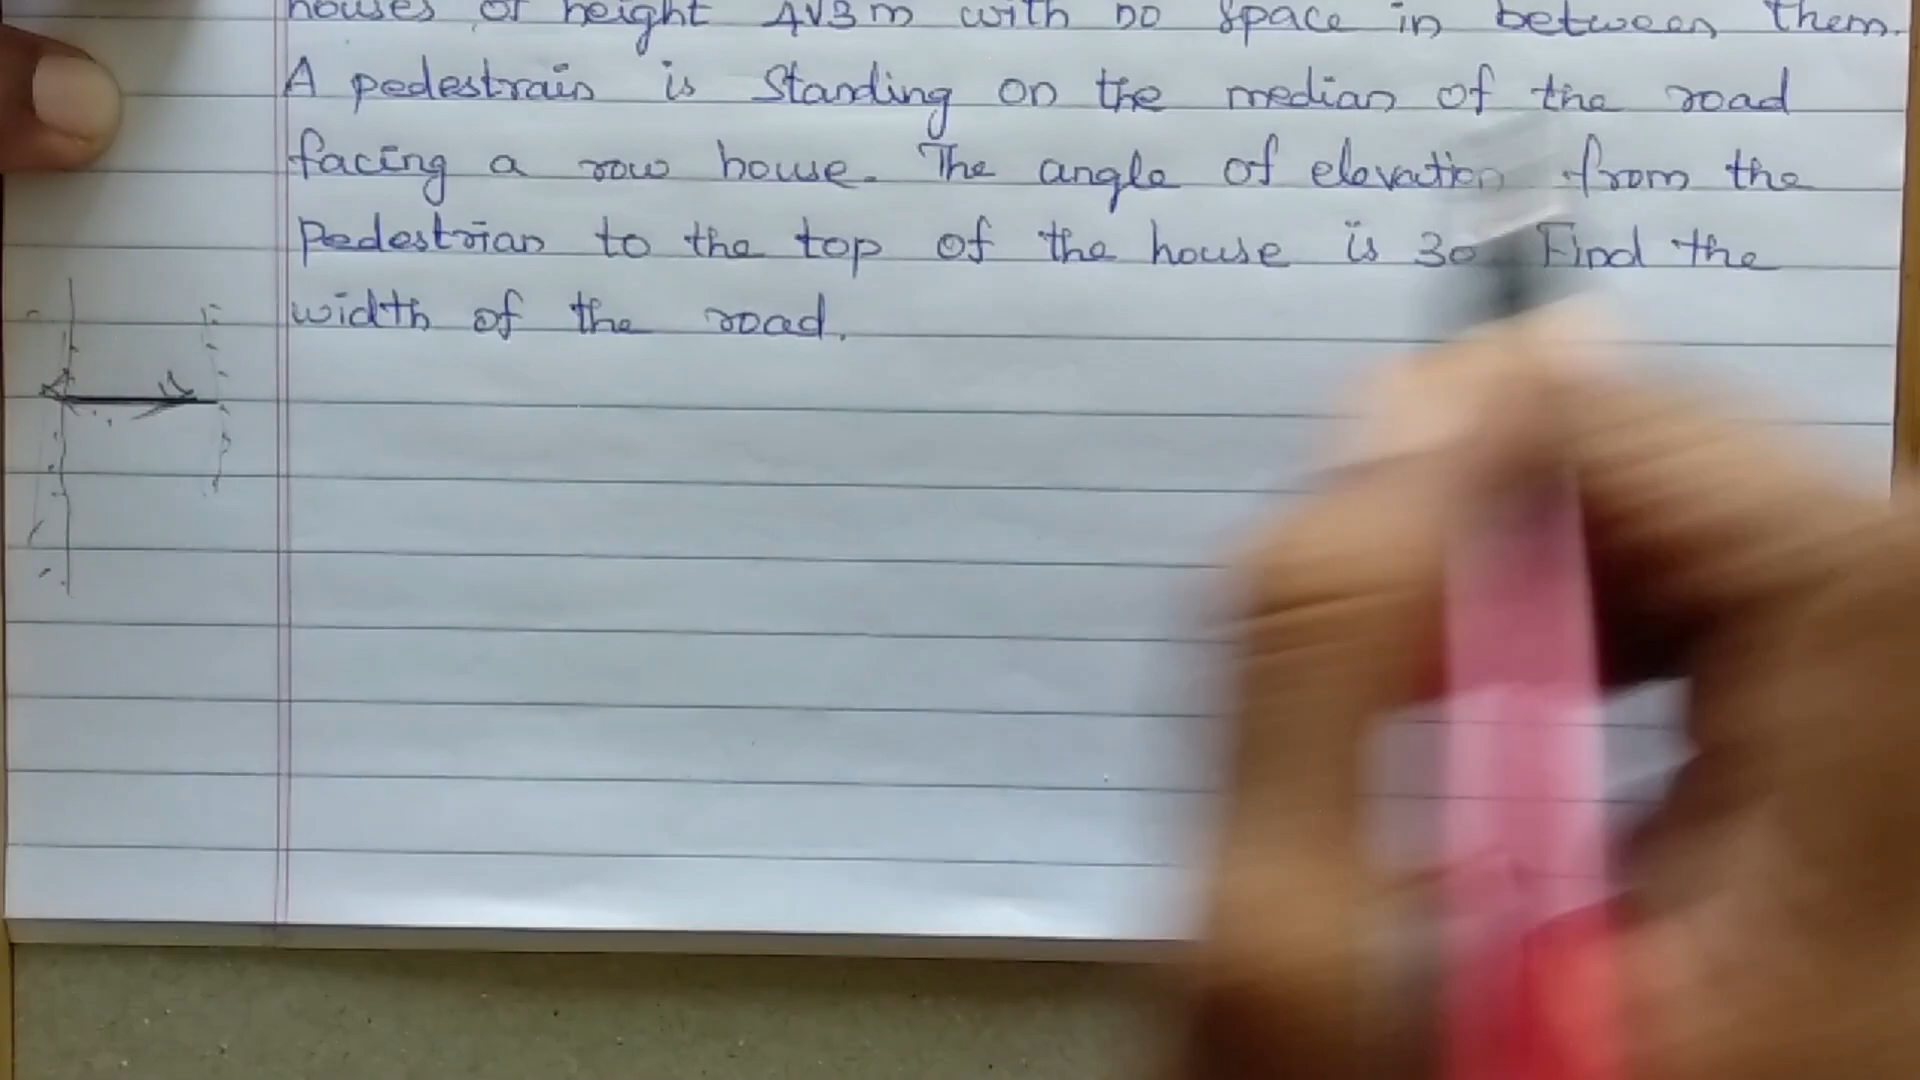 houses of height 4√3 m with no space in between them.
A pedestrain is Standing on the median of the road
facing a row house. The angle of elevation from the
Pedestrian to the top of the house is 30 Find the
width of the road.